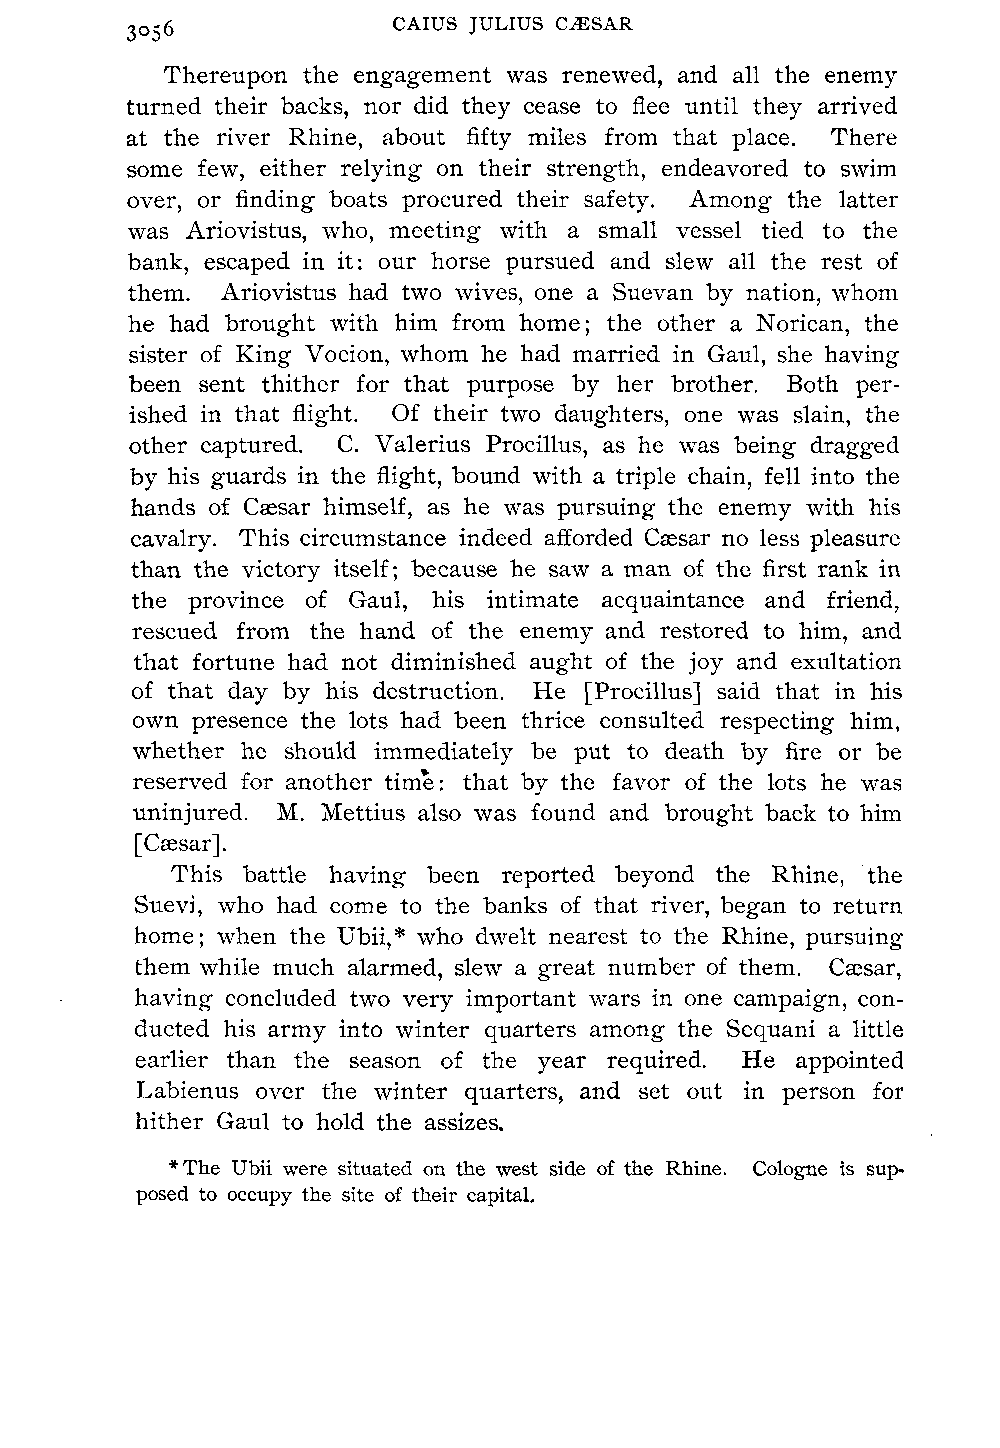 3056
CAIUS JULIUS CÆSAR
Thereupon the engagement was renewed, and all the enemy
turned their backs, nor did they cease to flee until they arrived
at the river Rhine, about fifty miles from that place. There
some few, either relying on their strength, endeavored to swim
over, or finding boats procured their safety. Among the latter
was Ariovistus, who, meeting with a small vessel tied to the
bank, escaped in it: our horse pursued and slew all the rest of
them. Ariovistus had two wives, one a Suevan by nation, whom
he had brought with him from home; the other a Norican, the
sister of King Vocion, whom he had married in Gaul, she having
been sent thither for that purpose by her brother. Both per-
ished in that flight. Of their two daughters, one was slain, the
other captured. C. Valerius Procillus, as he was being dragged
by his guards in the flight, bound with a triple chain, fell into the
hands of Cæsar himself, as he was pursuing the enemy with his
cavalry. This circumstance indeed afforded Cæsar no less pleasure
than the victory itself; because he saw a man of the first rank in
the province of Gaul, his intimate acquaintance and friend,
rescued from the hand of the enemy and restored to him, and
that fortune had not diminished aught of the joy and exultation
of that day by his destruction. He [Procillus] said that in his
own presence the lots had been thrice consulted respecting him,
whether he should immediately be put to death by fire or be
reserved for another time: that by the favor of the lots he was
uninjured. M. Mettius also was found and brought back to him
[Cæsar].
This battle having been reported beyond the Rhine, the
Suevi, who had come to the banks of that river, began to return
home; when the Ubii,* who dwelt nearest to the Rhine, pursuing
them while much alarmed, slew a great number of them. Cæsar,
having concluded two very important wars in one campaign, con-
ducted his army into winter quarters among the Sequani a little
earlier than the season of the year required. He appointed
Labienus over the winter quarters, and set out in person for
hither Gaul to hold the assizes.
*The Ubii were situated on the west side of the Rhine. Cologne is sup-
posed to occupy the site of their capital.